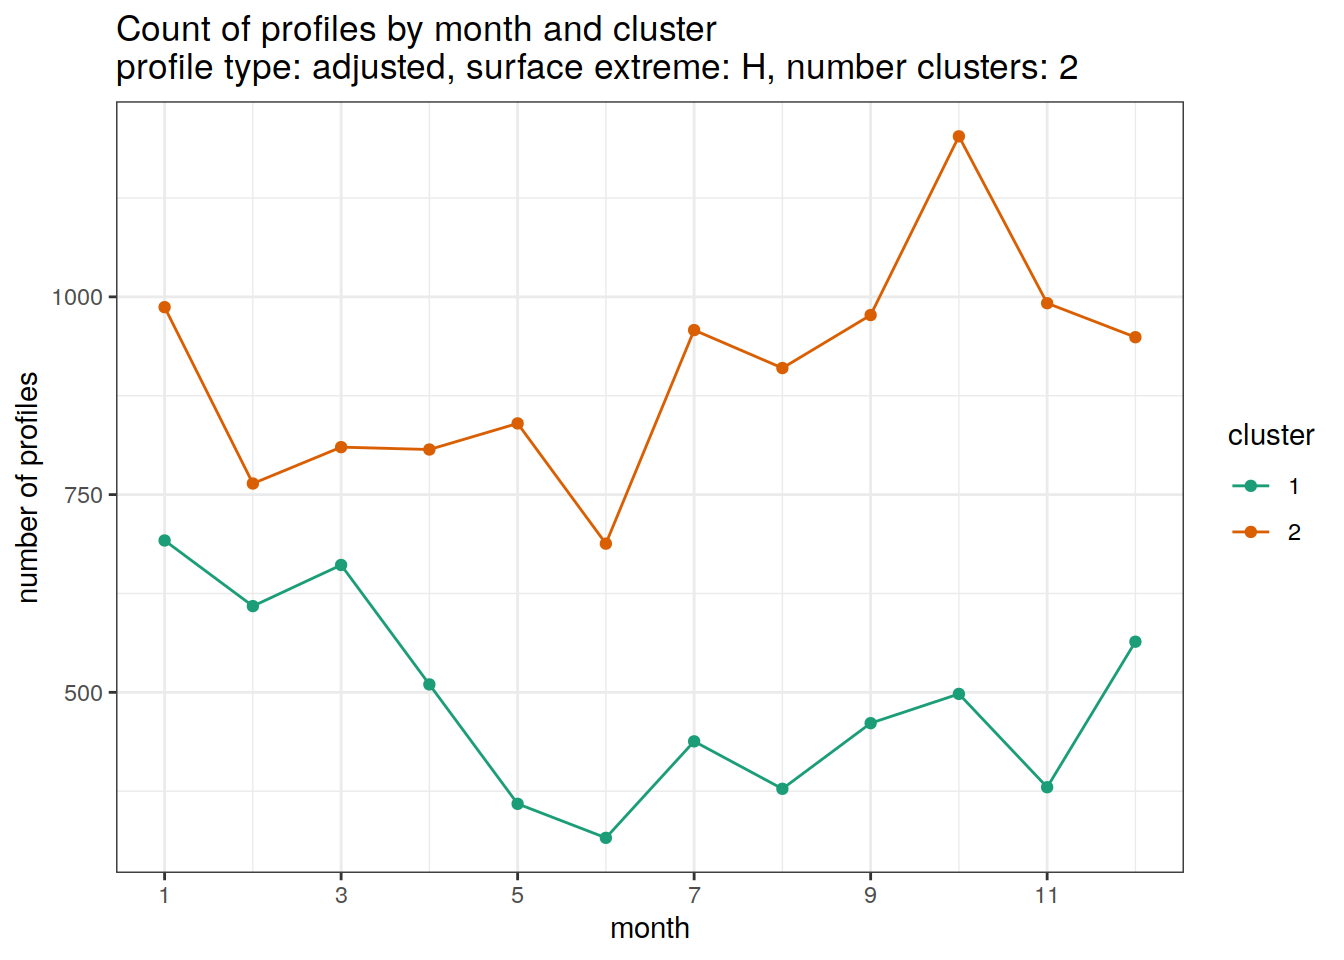 Count of profiles by month and cluster
profile type: adjusted, surface extreme: H, number clusters: 2
number of profiles
1000
750
500
1 3 5 7 9 11
month
cluster
1
2